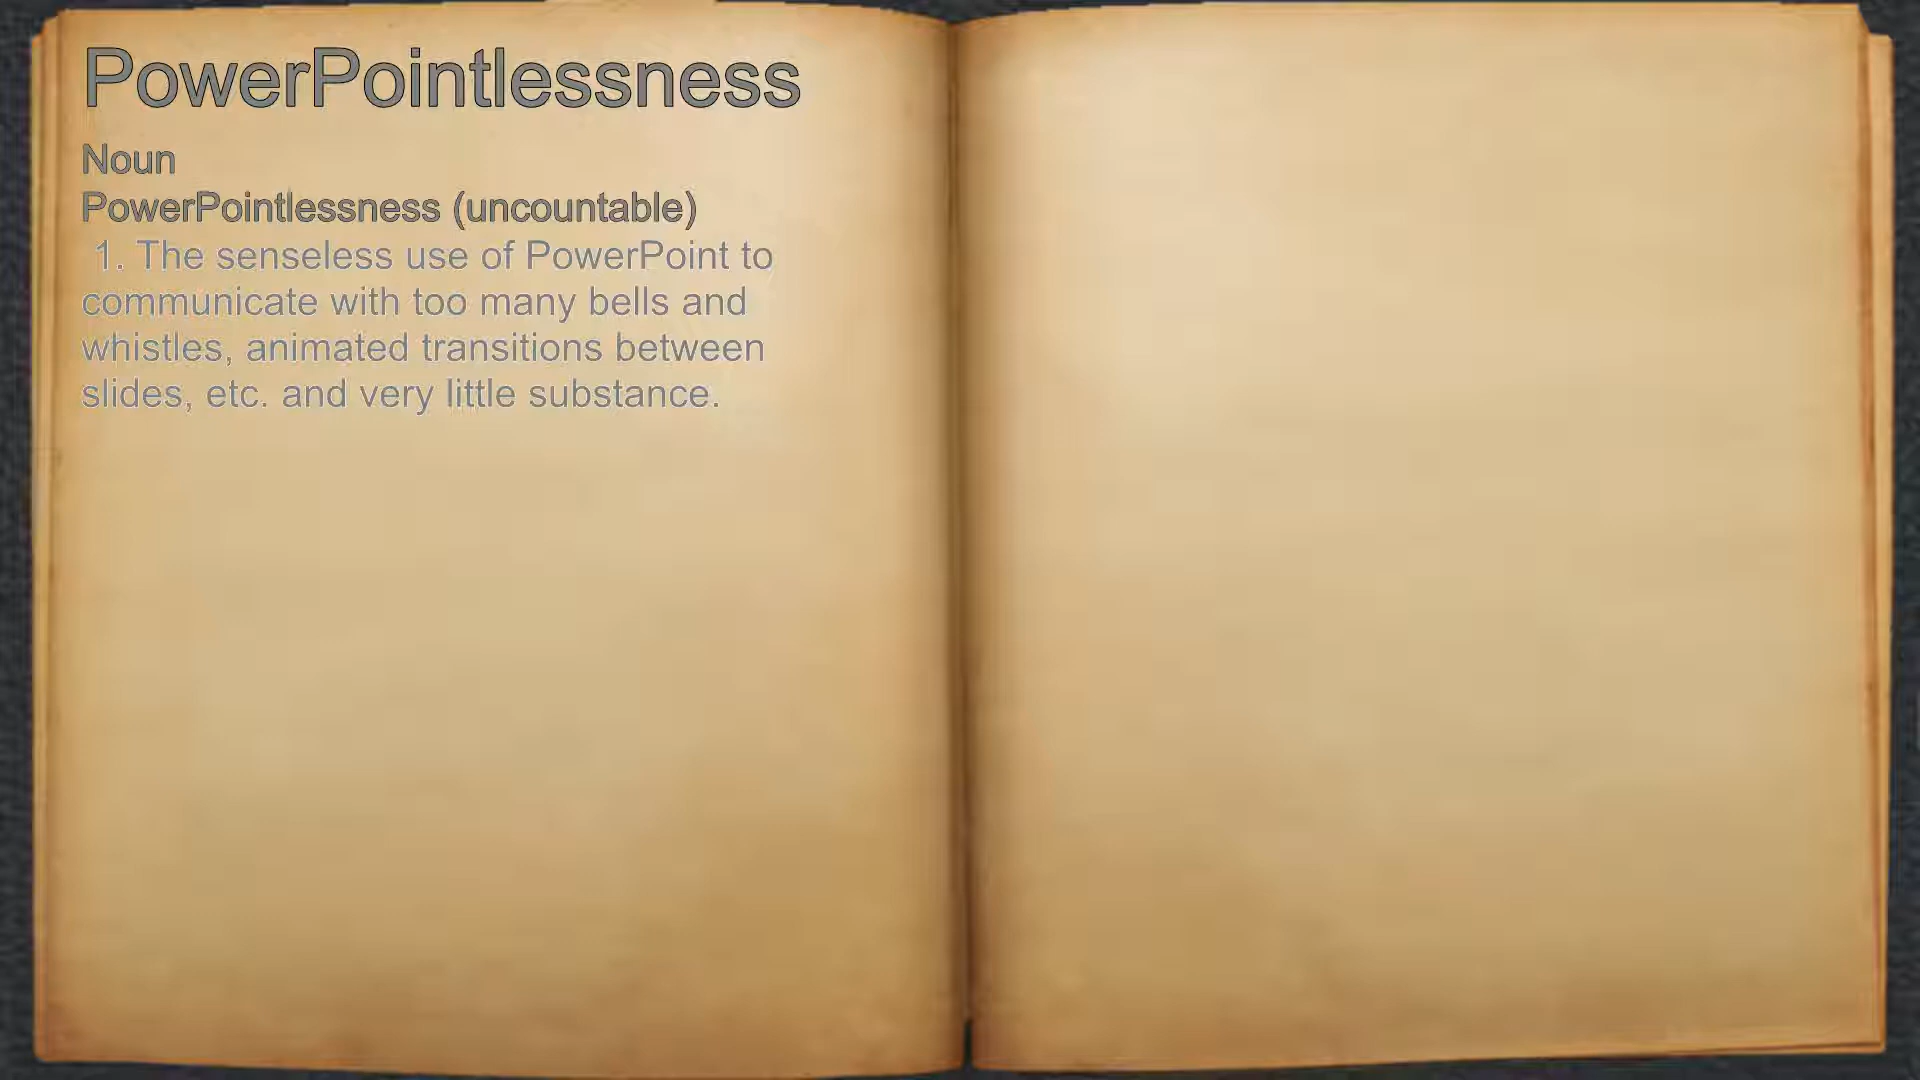 PowerPointlessness
Noun
PowerPointlessness (uncountable)
1. The senseless use of PowerPoint to
communicate with too many bells and
whistles, animated transitions between
slides, etc. and very little substance.